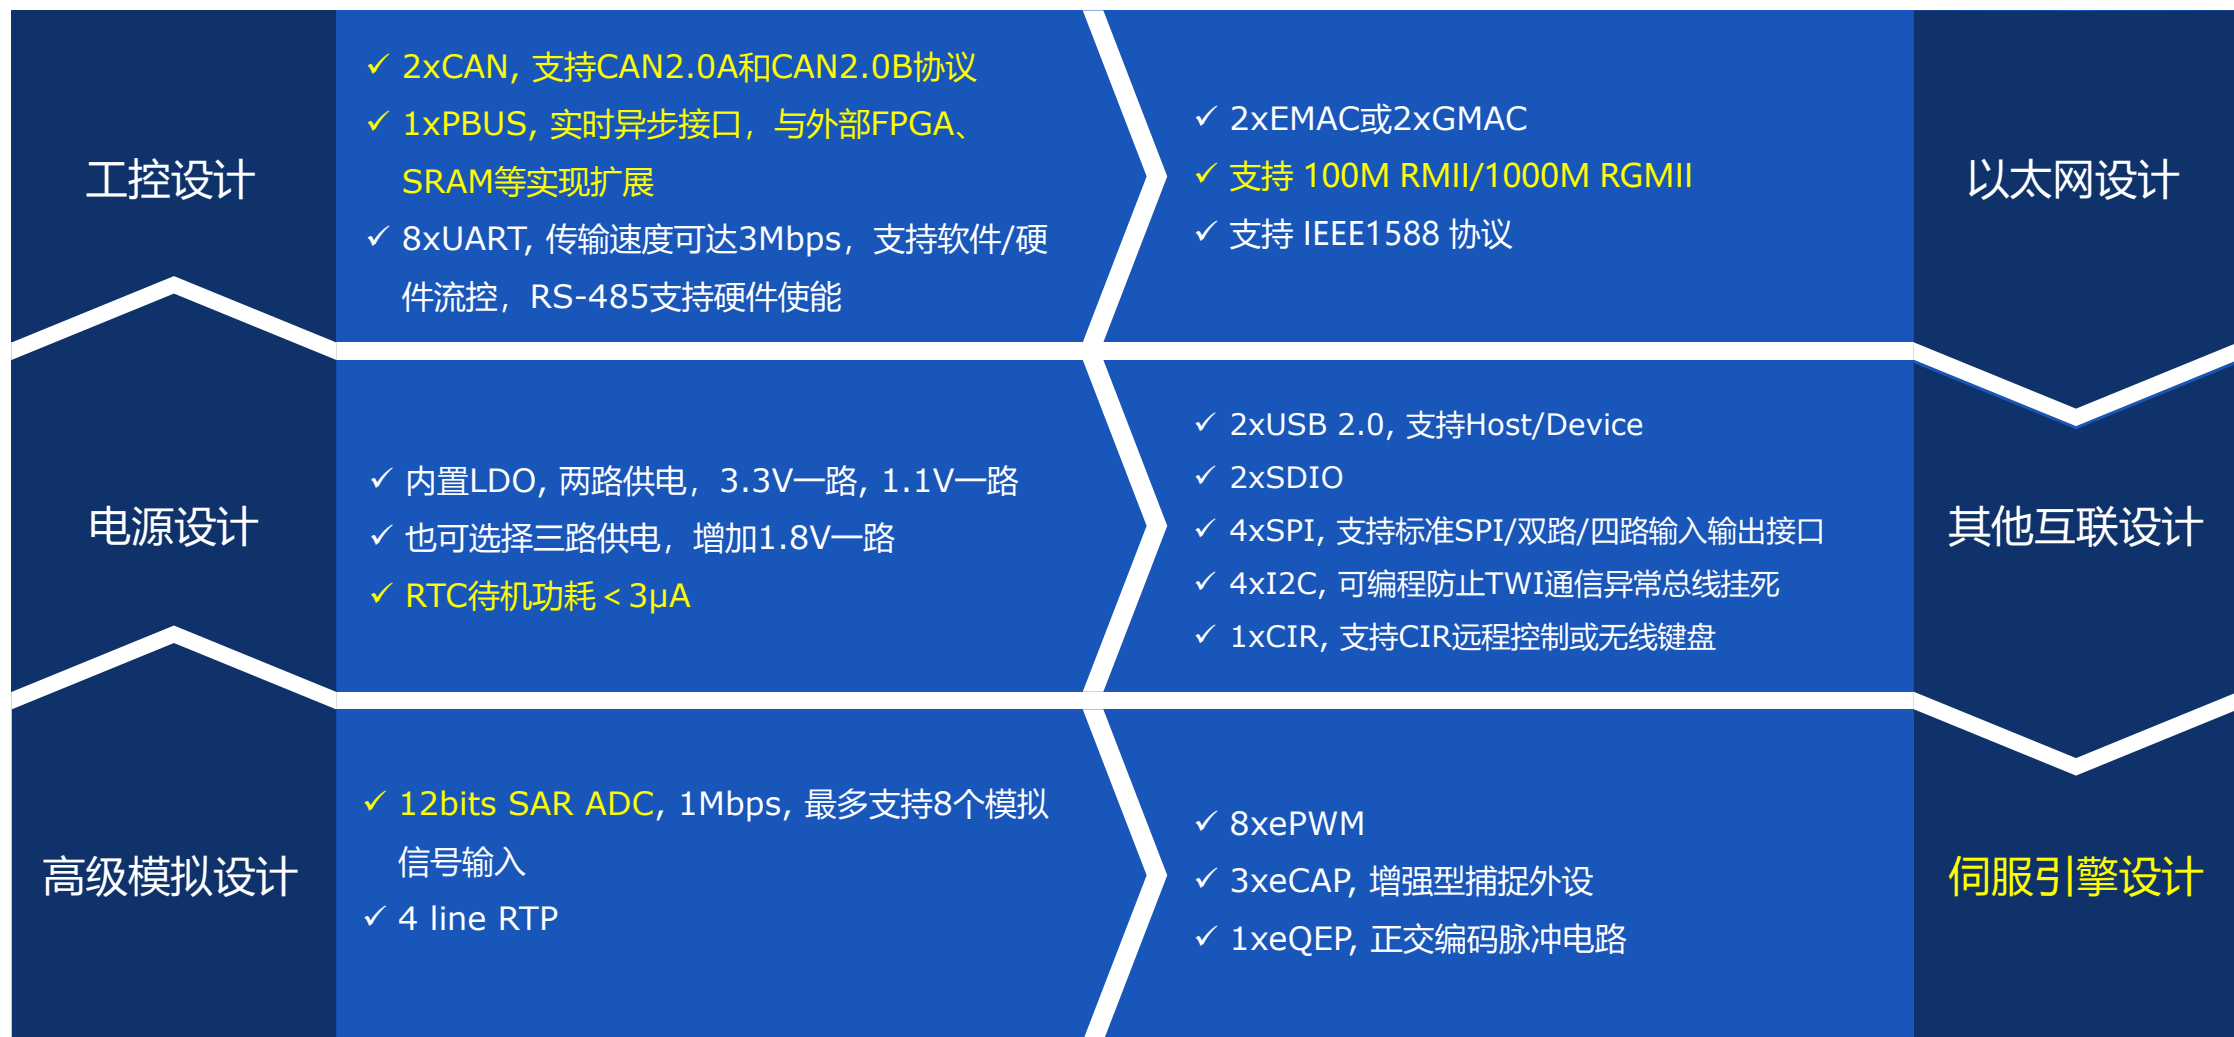 工控设计
✓ 2xCAN, 支持CAN2.0A和CAN2.0B协议
✓ 1xPBUS, 实时异步接口，与外部FPGA、
SRAM等实现扩展
✓ 8xUART, 传输速度可达3Mbps，支持软件/硬
件流控，RS-485支持硬件使能
✓ 2xEMAC或2xGMAC
✓ 支持 100M RMII/1000M RGMII
✓ 支持 IEEE1588 协议
以太网设计
电源设计
✓ 内置LDO, 两路供电，3.3V一路, 1.1V一路
✓ 也可选择三路供电，增加1.8V一路
✓ RTC待机功耗＜3μA
✓ 2xUSB 2.0, 支持Host/Device
✓ 2xSDIO
✓ 4xSPI, 支持标准SPI/双路/四路输入输出接口
✓ 4xI2C, 可编程防止TWI通信异常总线挂死
✓ 1xCIR, 支持CIR远程控制或无线键盘
其他互联设计
高级模拟设计
✓ 12bits SAR ADC, 1Mbps, 最多支持8个模拟
信号输入
✓ 4 line RTP
✓ 8xePWM
✓ 3xeCAP, 增强型捕捉外设
✓ 1xeQEP, 正交编码脉冲电路
伺服引擎设计